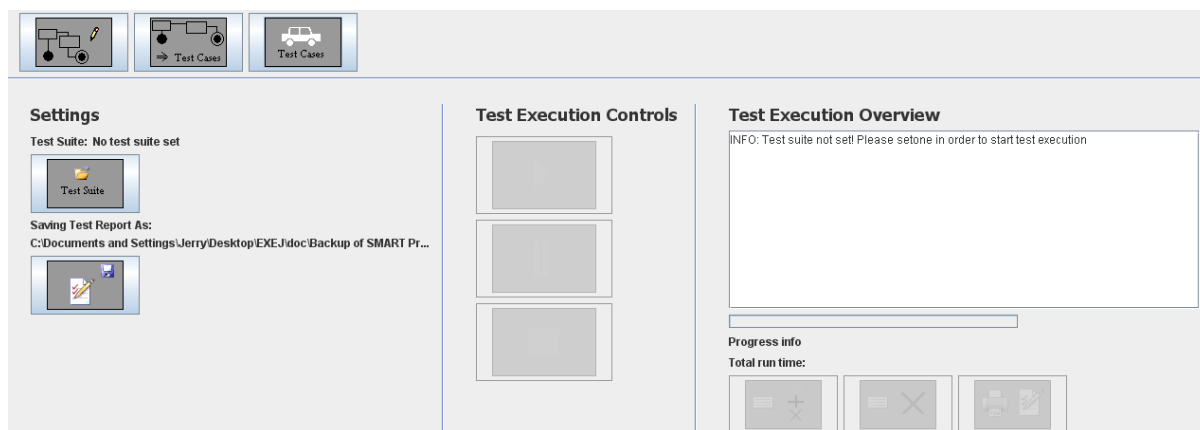 ⇒ Test Cases
Test Cases
Settings
Test Suite: No test suite set
Test Suite
Saving Test Report As:
C:\Documents and Settings\Jerry\Desktop\EXEJ\doc\Backup of SMART Pr...
Test Execution Controls
Test Execution Overview
INFO: Test suite not set! Please setone in order to start test execution
Progress info
Total run time: